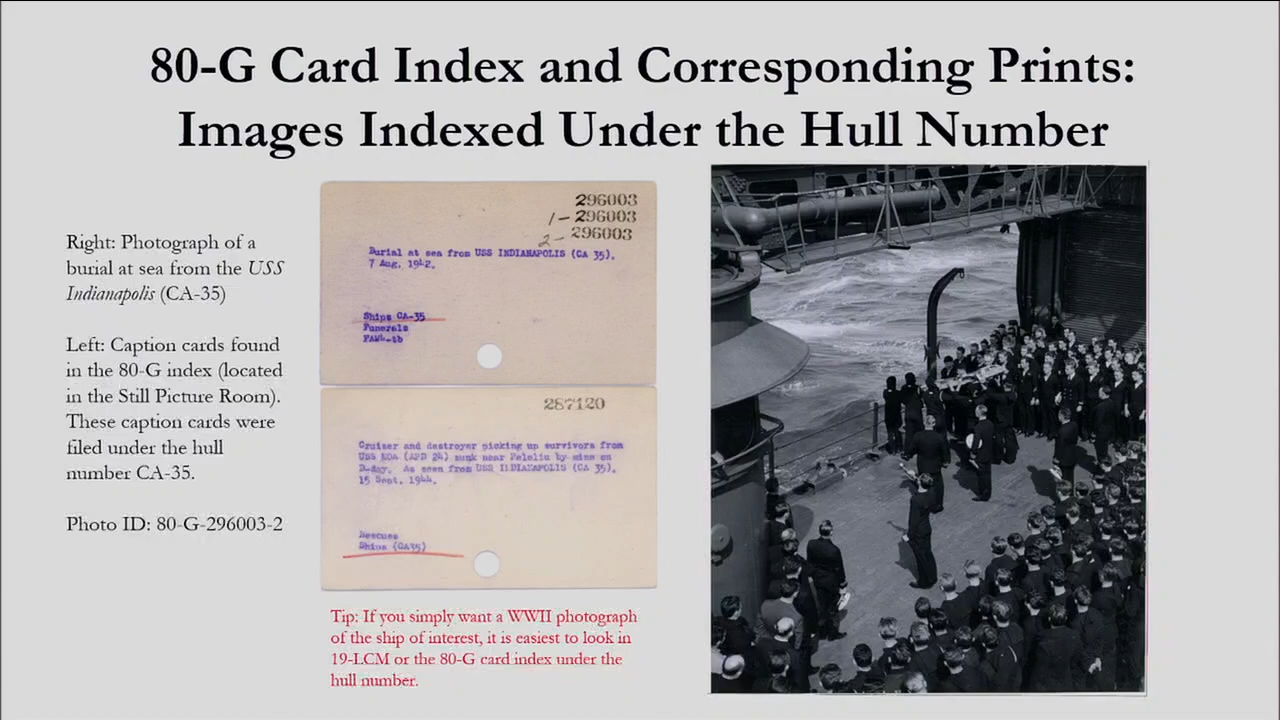 80-G Card Index and Corresponding Prints:
Images Indexed Under the Hull Number
Right: Photograph of a
burial at sea from the USS
Indianapolis (CA-35)
Left: Caption cards found
in the 80-G index (located
in the Still Picture Room).
These caption cards were
filed under the hull
number CA-35.
Photo ID: 80-G-296003-2
296003
1- 296003
2- 296003
Burial at sea from USS INDIANAPOLIS (CA 35).
7 Aug. 1942.
Ships CA-35
Funerals
287120
Cruiser and destroyer picking up survivors from
USS NOA (APD 24) sunk near Peleliu by mine on
D-day. As seen from USS INDIANAPOLIS (CA 35).
15 Sept. 1944.
Rescues
Ships (CA35)
Tip: If you simply want a WWII photograph
of the ship of interest, it is easiest to look in
19-LCM or the 80-G card index under the
hull number.